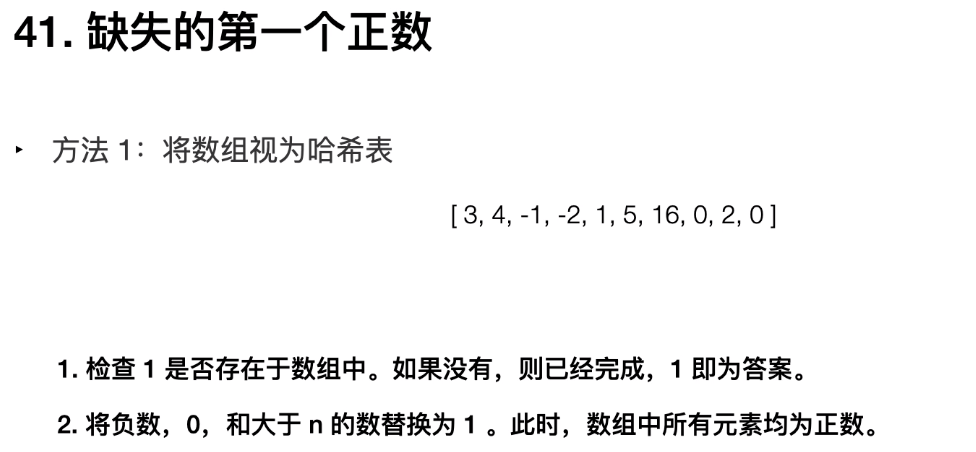 41. 缺失的第一个正数
‣ 方法 1：将数组视为哈希表
[ 3, 4, -1, -2, 1, 5, 16, 0, 2, 0 ]
1. 检查 1 是否存在于数组中。如果没有，则已经完成，1 即为答案。
2. 将负数，0，和大于 n 的数替换为 1 。此时，数组中所有元素均为正数。